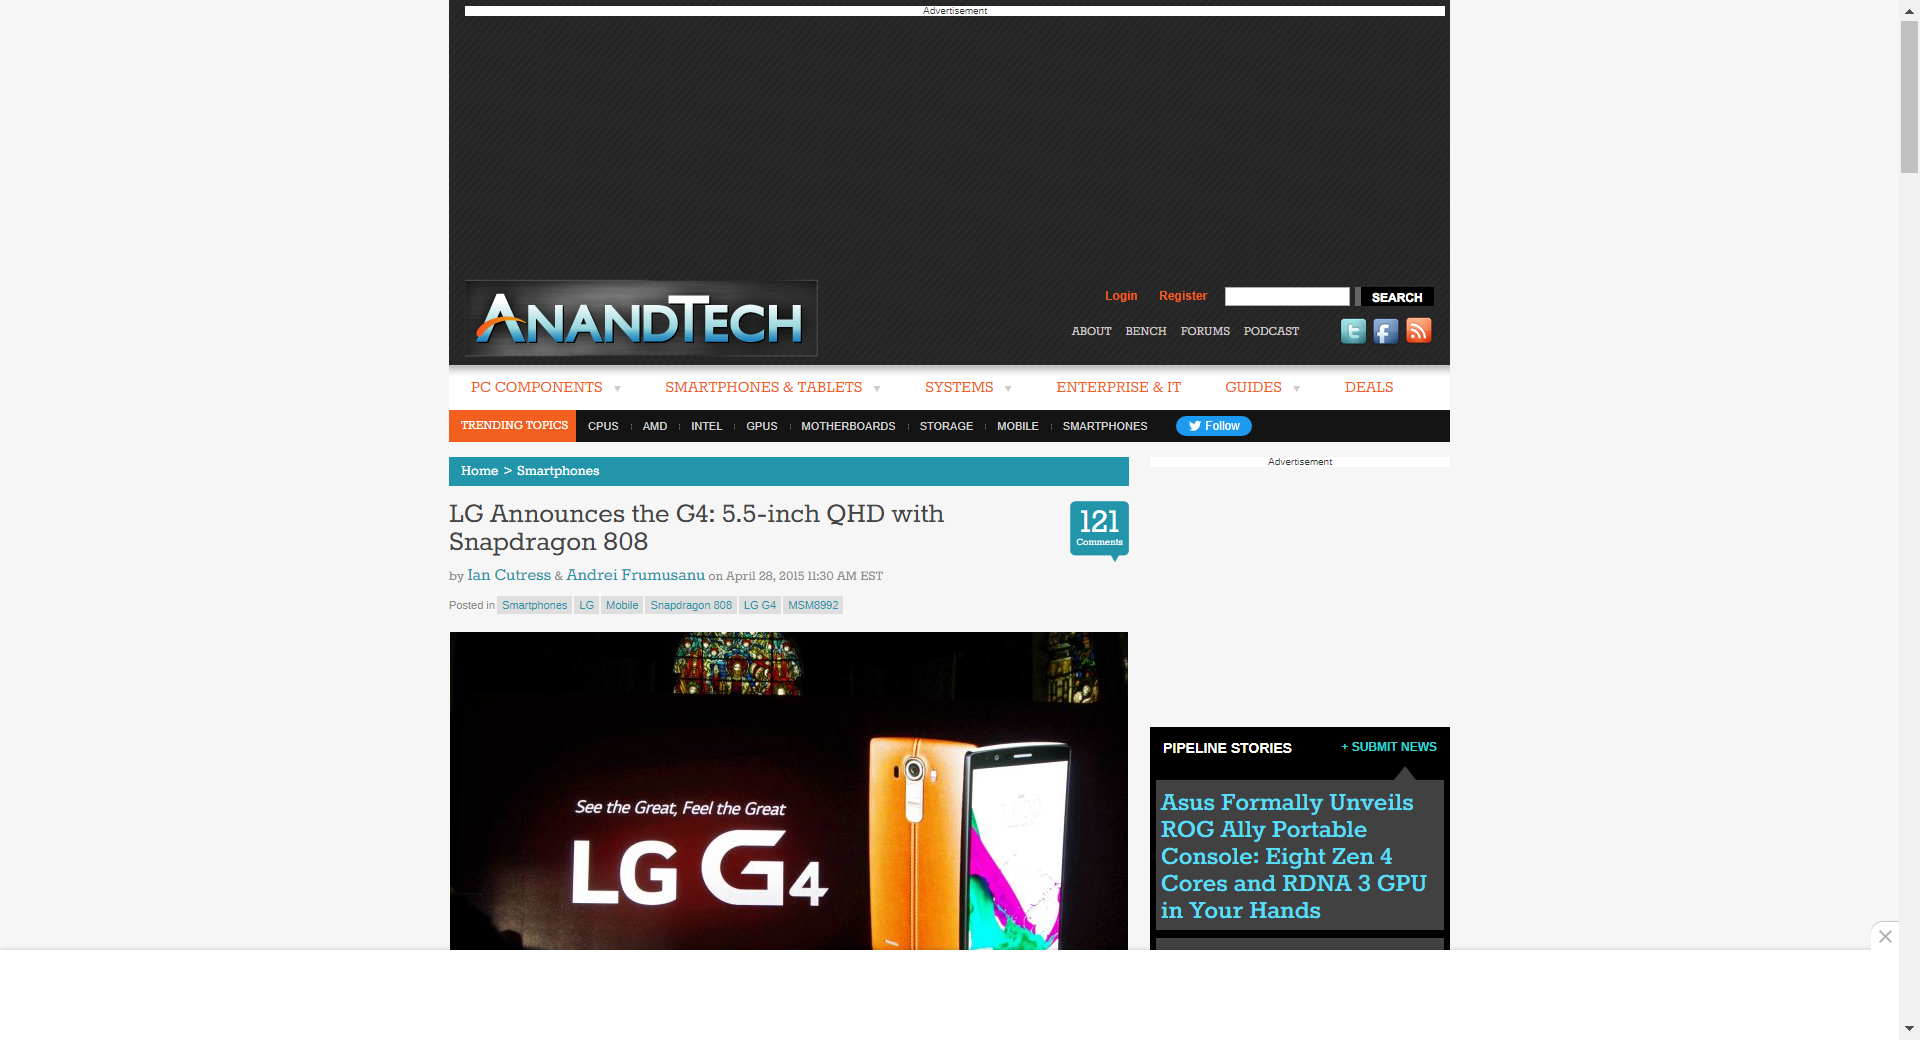 Advertisement
ANANDTECH
Login Register SEARCH
ABOUT BENCH FORUMS PODCAST
PC COMPONENTS SMARTPHONES & TABLETS SYSTEMS ENTERPRISE & IT GUIDES DEALS
TRENDING TOPICS CPUS AMD INTEL GPUS MOTHERBOARDS STORAGE MOBILE SMARTPHONES Follow
Home > Smartphones
Advertisement
LG Announces the G4: 5.5-inch QHD with
Snapdragon 808
121
Comments
by Ian Cutress & Andrei Frumusanu on April 28, 2015 11:30 AM EST
Posted in Smartphones LG Mobile Snapdragon 808 LG G4 MSM8992
See the Great, Feel the Great
LG G4
PIPELINE STORIES + SUBMIT NEWS
Asus Formally Unveils
ROG Ally Portable
Console: Eight Zen 4
Cores and RDNA 3 GPU
in Your Hands